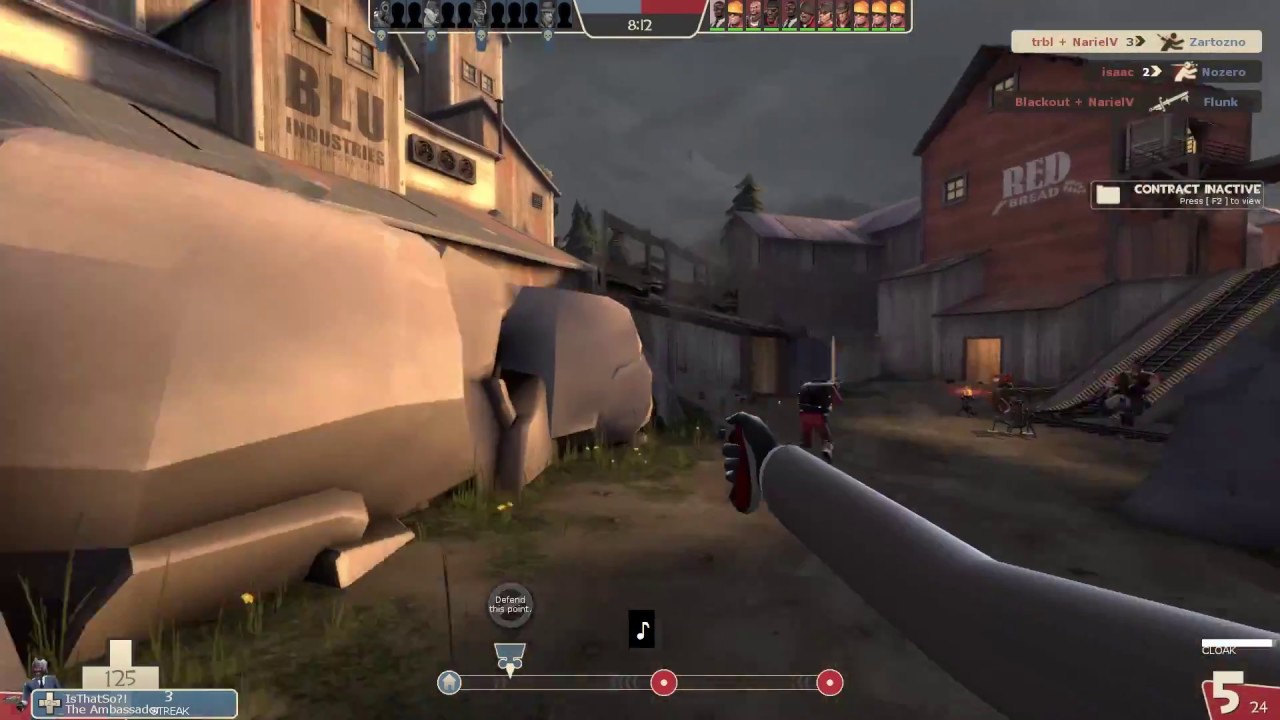 8:12
trbl + NarielV 3 Zartozno
isaac 2 Nozero
Blackout + NarielV Flunk
CONTRACT INACTIVE
Press [ F2 ] to view
BLU
INDUSTRIES
RED
BREAD
Defend
this point.
CLOAK
125
IsThatSo?! 3
The Ambassador STREAK
5 24